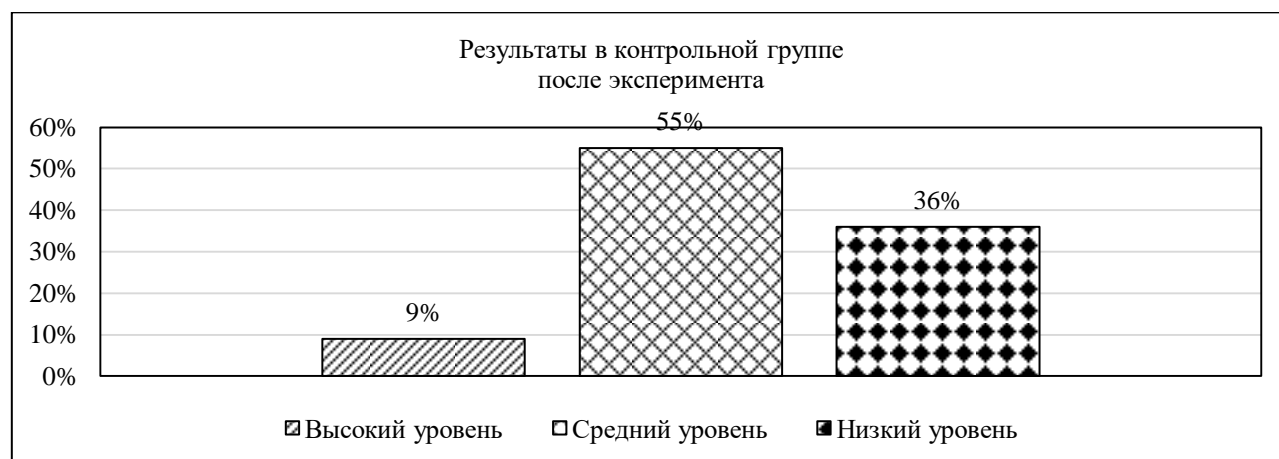 Результаты в контрольной группе
после эксперимента
60%
50%
40%
30%
20%
10%
0%
9%
55%
36%
Высокий уровень
Средний уровень
Низкий уровень